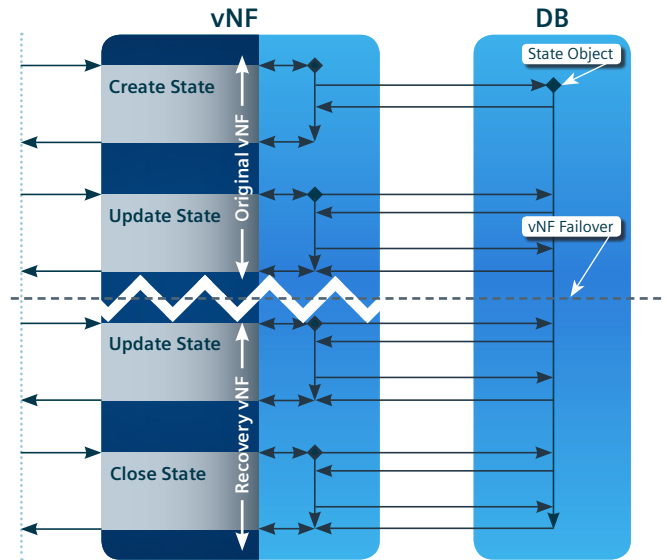 vNF
DB
State Object
Create State
Original vNF
Update State
vNF Failover
Update State
Recovery vNF
Close State